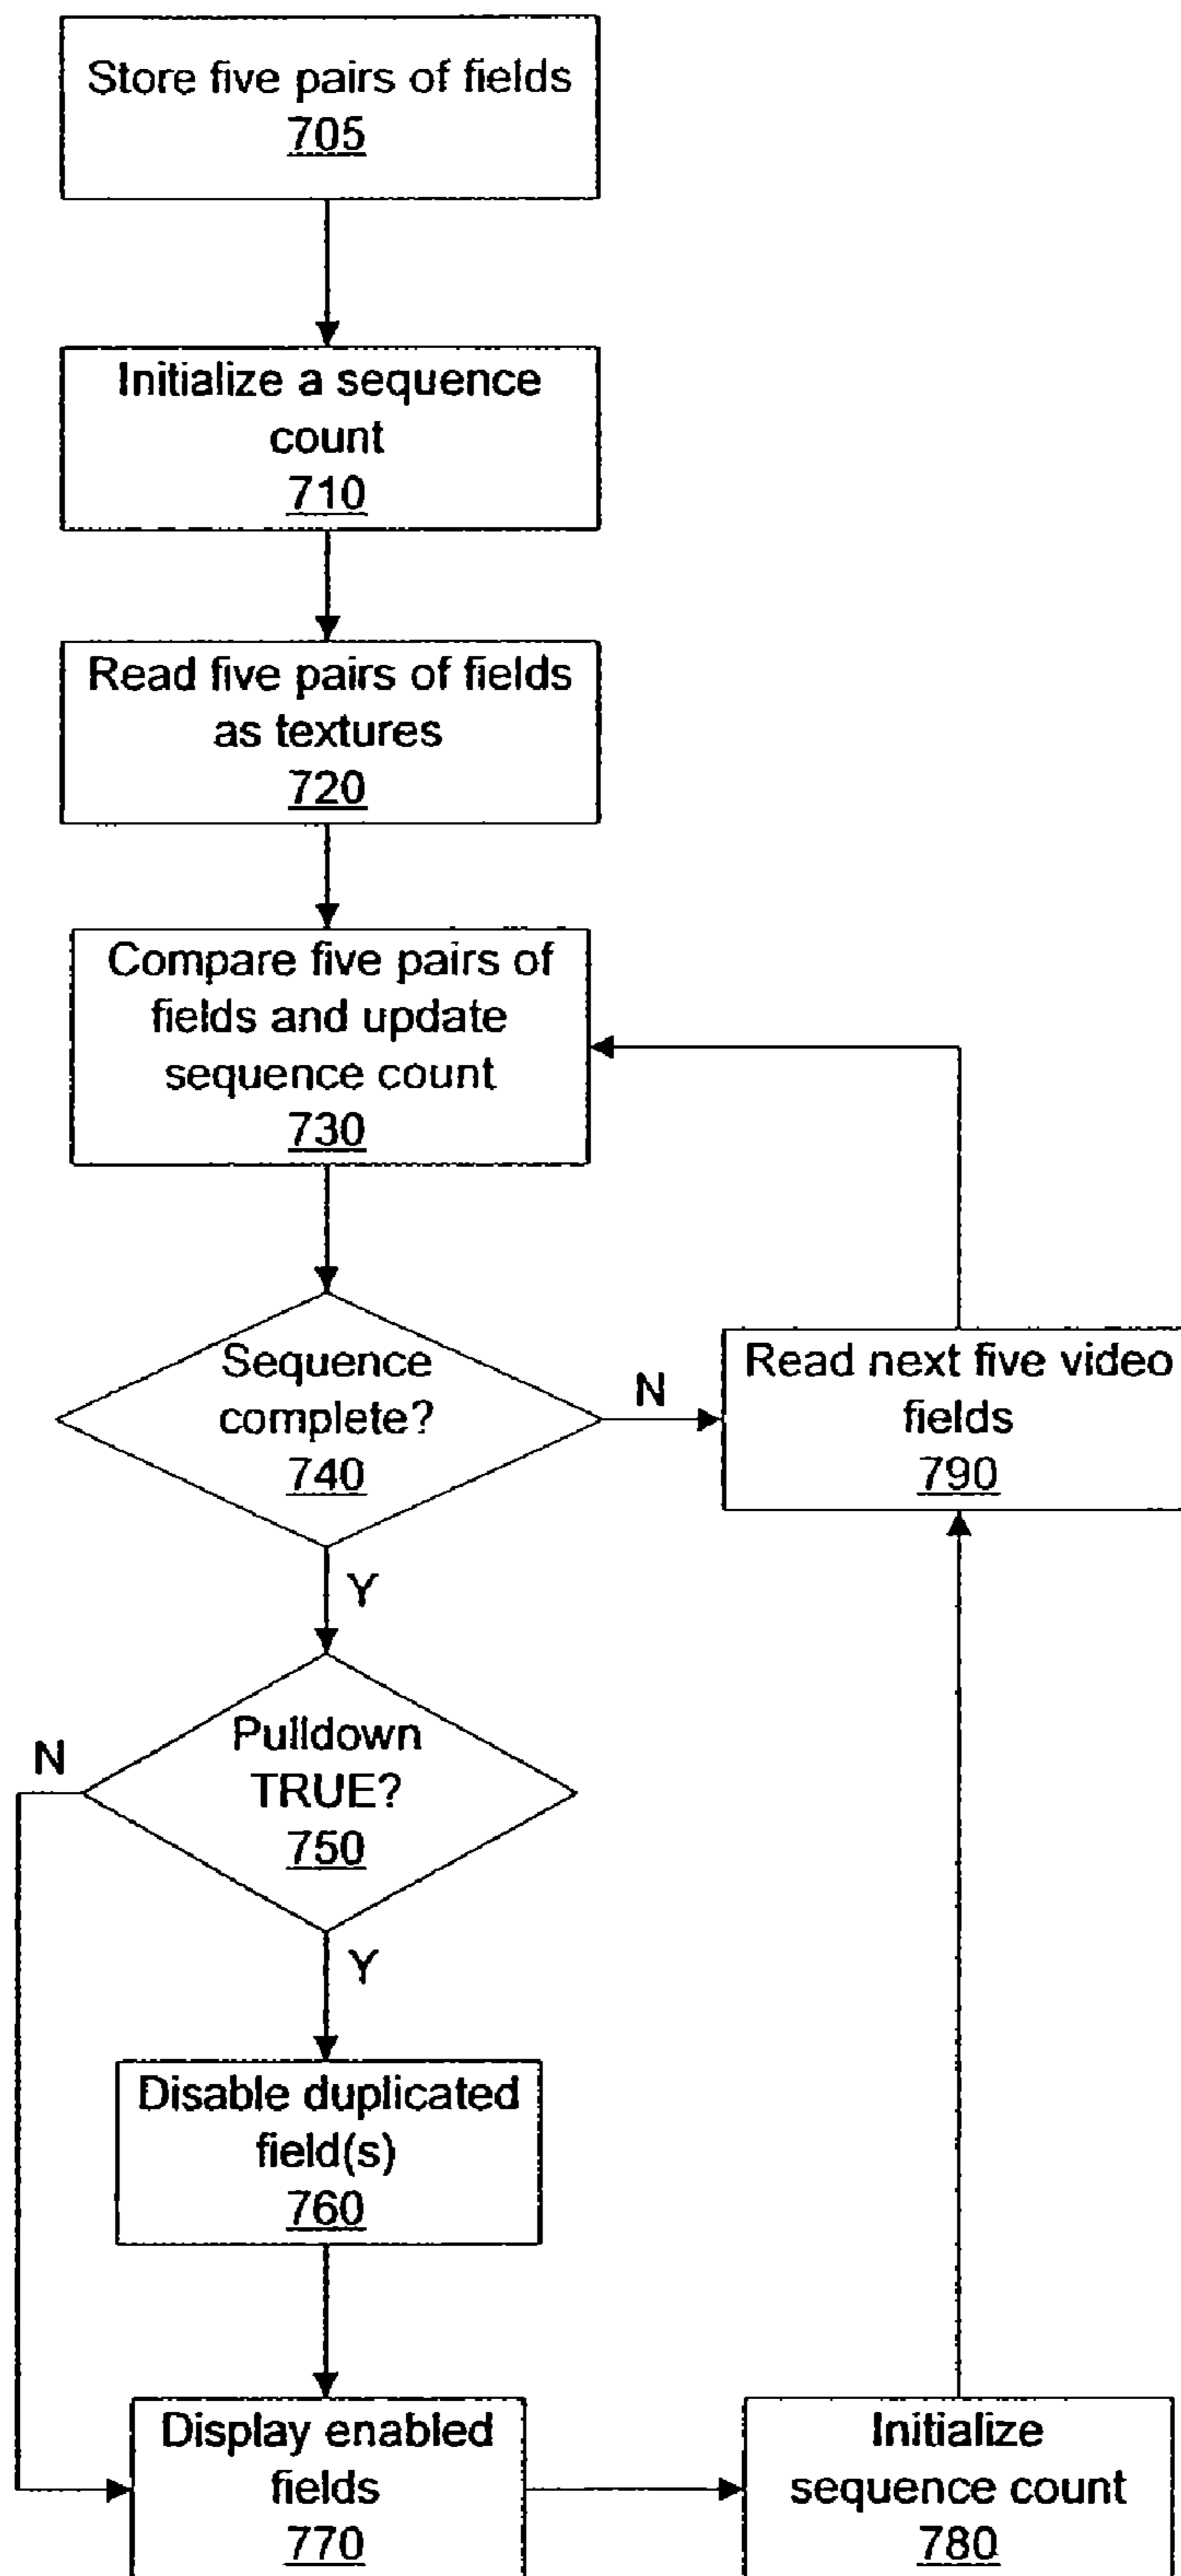 Store five pairs of fields
705
Initialize a sequence
count
710
Read five pairs of fields
as textures
720
Compare five pairs of
fields and update
sequence count
730
Sequence
complete?
740
N
Read next five video
fields
790
Y
Pulldown
TRUE?
750
N
Y
Disable duplicated
field(s)
760
Display enabled
fields
770
Initialize
sequence count
780